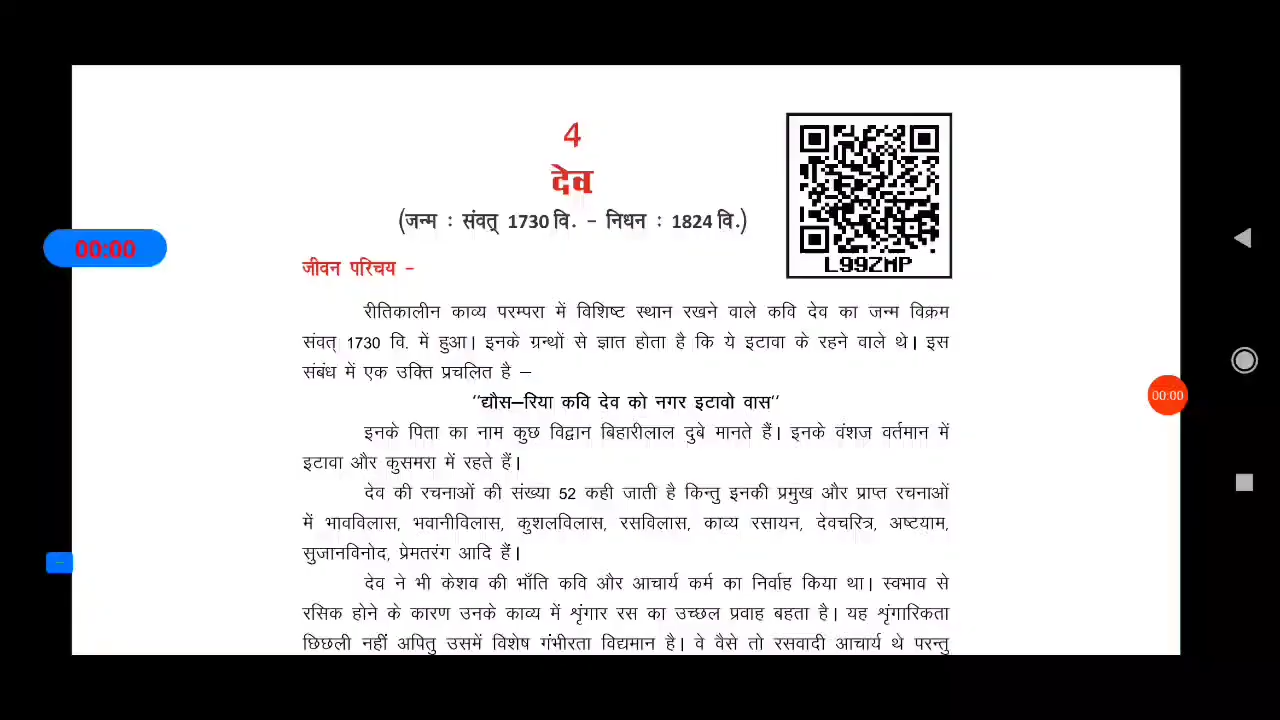 4
देव
(जन्म : संवत् 1730 वि. - निधन : 1824 वि.)
L99ZMP
00:00
जीवन परिचय -
रीतिकालीन काव्य परम्परा में विशिष्ट स्थान रखने वाले कवि देव का जन्म विक्रम
संवत् 1730 वि. में हुआ। इनके ग्रन्थों से ज्ञात होता है कि ये इटावा के रहने वाले थे। इस
संबंध में एक उक्ति प्रचलित है –
00:00
"द्यौस–रिया कवि देव को नगर इटावो वास"
इनके पिता का नाम कुछ विद्वान बिहारीलाल दुबे मानते हैं। इनके वंशज वर्तमान में
इटावा और कुसमरा में रहते हैं।
देव की रचनाओं की संख्या 52 कही जाती है किन्तु इनकी प्रमुख और प्राप्त रचनाओं
में भावविलास, भवानीविलास, कुशलविलास, रसविलास, काव्य रसायन, देवचरित्र, अष्टयाम,
सुजानविनोद, प्रेमतरंग आदि हैं।
देव ने भी केशव की भाँति कवि और आचार्य कर्म का निर्वाह किया था। स्वभाव से
रसिक होने के कारण उनके काव्य में शृंगार रस का उच्छल प्रवाह बहता है। यह शृंगारिकता
छिछली नहीं अपितु उसमें विशेष गंभीरता विद्यमान है। वे वैसे तो रसवादी आचार्य थे परन्तु